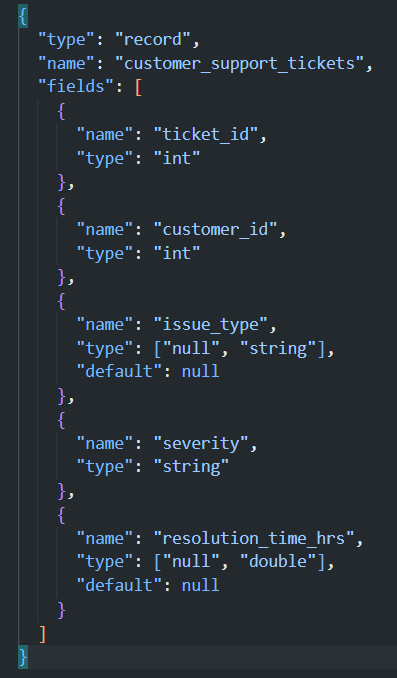 {
  "type": "record",
  "name": "customer_support_tickets",
  "fields": [
    {
      "name": "ticket_id",
      "type": "int"
    },
    {
      "name": "customer_id",
      "type": "int"
    },
    {
      "name": "issue_type",
      "type": ["null", "string"],
      "default": null
    },
    {
      "name": "severity",
      "type": "string"
    },
    {
      "name": "resolution_time_hrs",
      "type": ["null", "double"],
      "default": null
    }
  ]
}